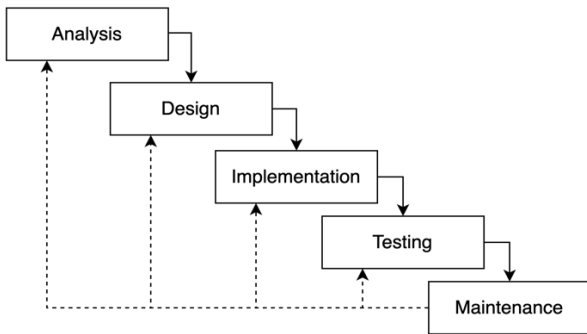 Analysis
Design
Implementation
Testing
Maintenance